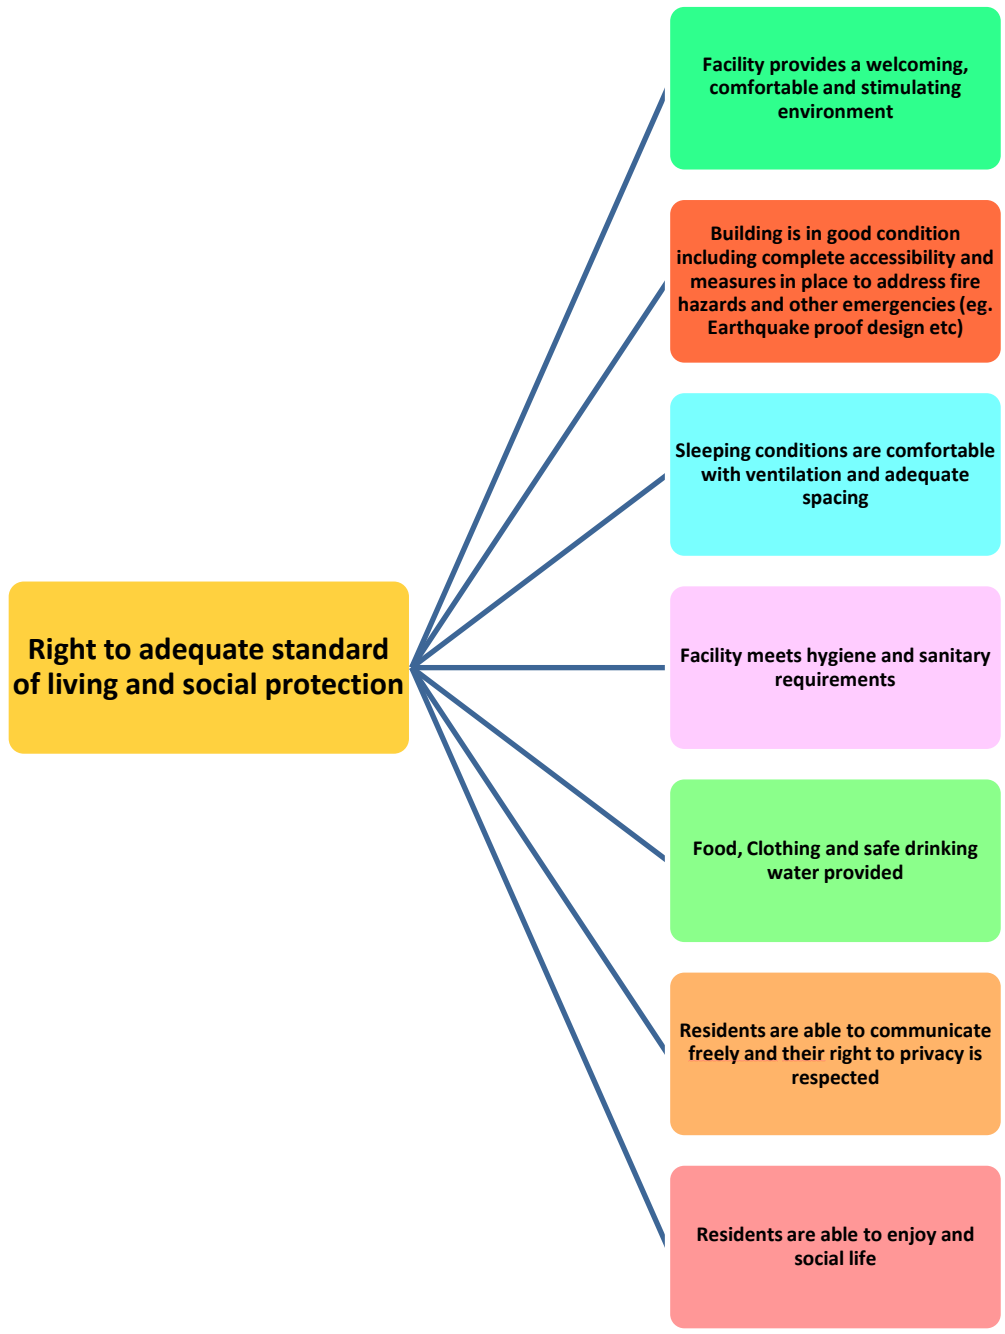 Facility provides a welcoming,
comfortable and stimulating
environment
Building is in good condition
including complete accessibility and
measures in place to address fire
hazards and other emergencies (eg.
Earthquake proof design etc)
Sleeping conditions are comfortable
with ventilation and adequate
spacing
Right to adequate standard
of living and social protection
Facility meets hygiene and sanitary
requirements
Food, Clothing and safe drinking
water provided
Residents are able to communicate
freely and their right to privacy is
respected
Residents are able to enjoy and
social life